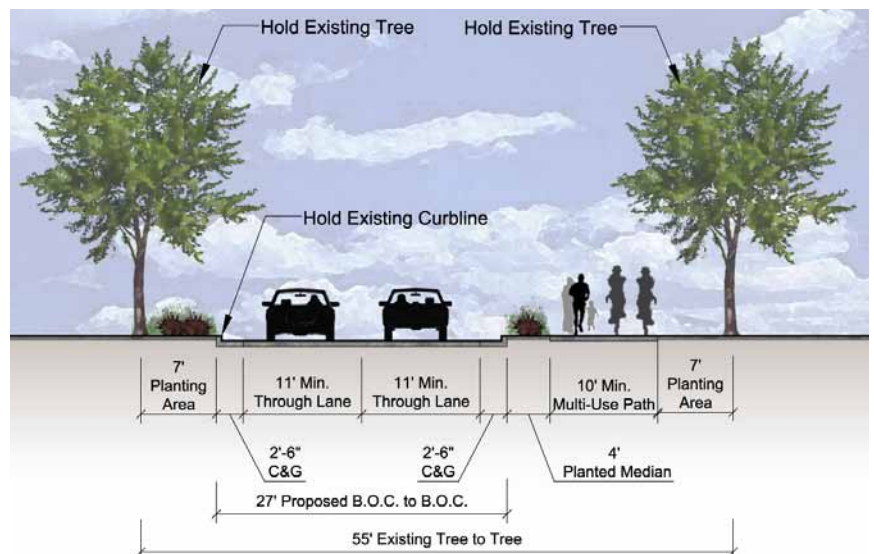 Hold Existing Tree
Hold Existing Tree
Hold Existing Curbline
7'
Planting
Area
11' Min.
Through Lane
11' Min.
Through Lane
10' Min.
Multi-Use Path
7'
Planting
Area
2'-6"
C&G
2'-6"
C&G
4'
Planted Median
27' Proposed B.O.C. to B.O.C.
55' Existing Tree to Tree